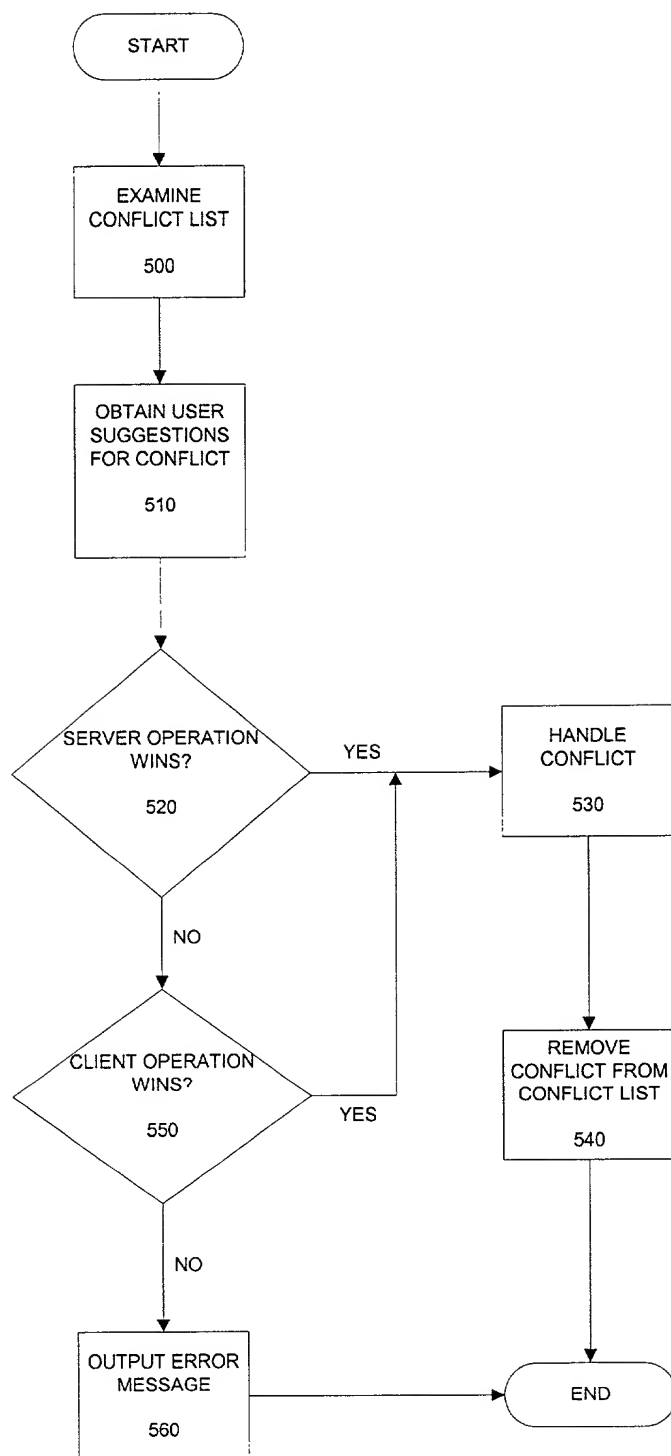 START
EXAMINE
CONFLICT LIST
500
OBTAIN USER
SUGGESTIONS
FOR CONFLICT
510
SERVER OPERATION
WINS?
520
YES
HANDLE
CONFLICT
530
NO
CLIENT OPERATION
WINS?
550
YES
REMOVE
CONFLICT FROM
CONFLICT LIST
540
NO
OUTPUT ERROR
MESSAGE
560
END